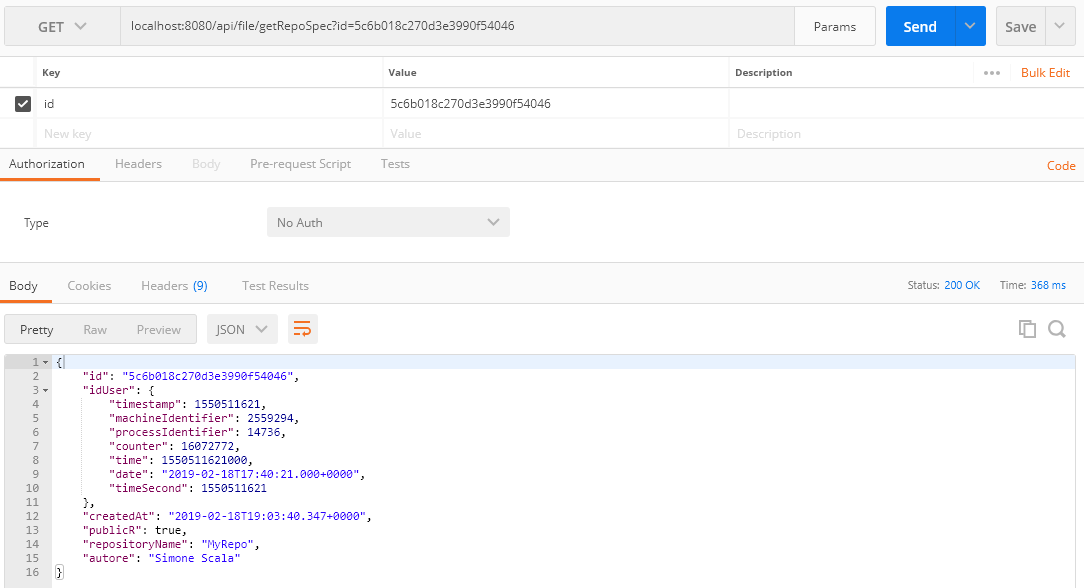 GET localhost:8080/api/file/getRepoSpec?id=5c6b018c270d3e3990f54046 Params Send Save
Key Value Description Bulk Edit
id 5c6b018c270d3e3990f54046
New key Value Description
Authorization Headers Body Pre-request Script Tests Code
Type No Auth
Body Cookies Headers (9) Test Results Status: 200 OK Time: 368 ms
Pretty Raw Preview JSON
1 {
2 "id": "5c6b018c270d3e3990f54046",
3 "idUser": {
4 "timestamp": 1550511621,
5 "machineIdentifier": 2559294,
6 "processIdentifier": 14736,
7 "counter": 16072772,
8 "time": 1550511621000,
9 "date": "2019-02-18T17:40:21.000+0000",
10 "timeSecond": 1550511621
11 },
12 "createdAt": "2019-02-18T19:03:40.347+0000",
13 "publicR": true,
14 "repositoryName": "MyRepo",
15 "autore": "Simone Scala"
16 }